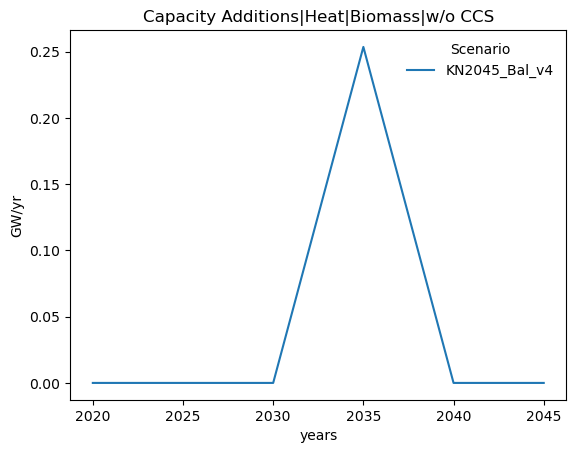 Capacity Additions|Heat|Biomass|w/o CCS
Scenario
KN2045_Bal_v4
0.25
0.20
0.15
0.10
0.05
0.00
GW/yr
2020 2025 2030 2035 2040 2045
years